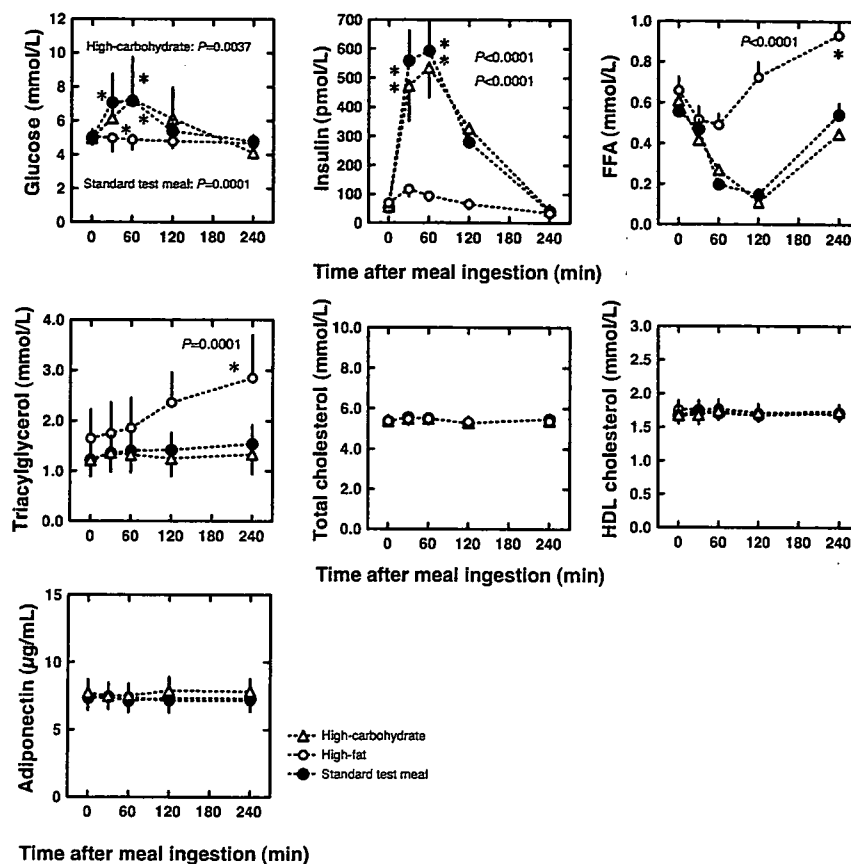 Glucose (mmol/L)
12
10
8
6
4
2
0
High-carbohydrate: P=0.0037
*
*
*
*
*
Standard test meal: P=0.0001
0 60 120 180 240
Insulin (pmol/L)
700
600
500
400
300
200
100
0
*
*
*
*
P<0.0001
P<0.0001
0 60 120 180 240
FFA (mmol/L)
1.0
0.8
0.6
0.4
0.2
0.0
P<0.0001
*
0 60 120 180 240
Time after meal ingestion (min)
Triacylglycerol (mmol/L)
4.0
3.0
2.0
1.0
0.0
P=0.0001
*
0 60 120 180 240
Total cholesterol (mmol/L)
10.0
8.0
6.0
4.0
2.0
0.0
0 60 120 180 240
HDL cholesterol (mmol/L)
3.0
2.5
2.0
1.5
1.0
0.5
0.0
0 60 120 180 240
Time after meal ingestion (min)
Adiponectin (µg/mL)
15
10
5
0
0 60 120 180 240
High-carbohydrate
High-fat
Standard test meal
Time after meal ingestion (min)